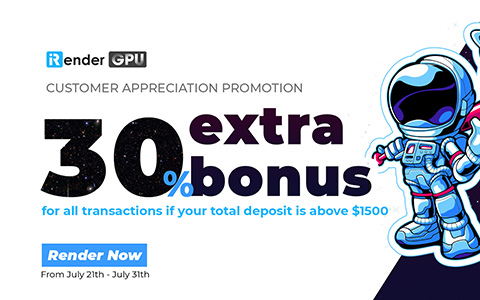 iRender GPU
CUSTOMER APPRECIATION PROMOTION
30% extra
bonus
for all transactions if your total deposit is above $1500
Render Now
From July 21th - July 31th